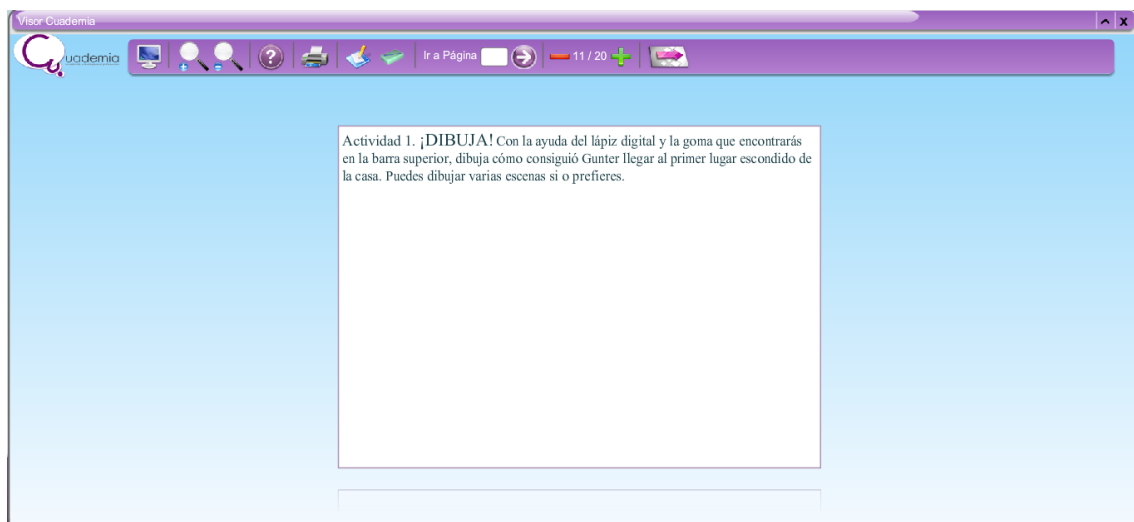 Visor Cuadernia
Cuadernia
Ir a Página
11 / 20
Actividad 1. ¡DIBUJA! Con la ayuda del lápiz digital y la goma que encontrarás
en la barra superior, dibuja cómo consiguió Gunter llegar al primer lugar escondido de
la casa. Puedes dibujar varias escenas si o prefieres.